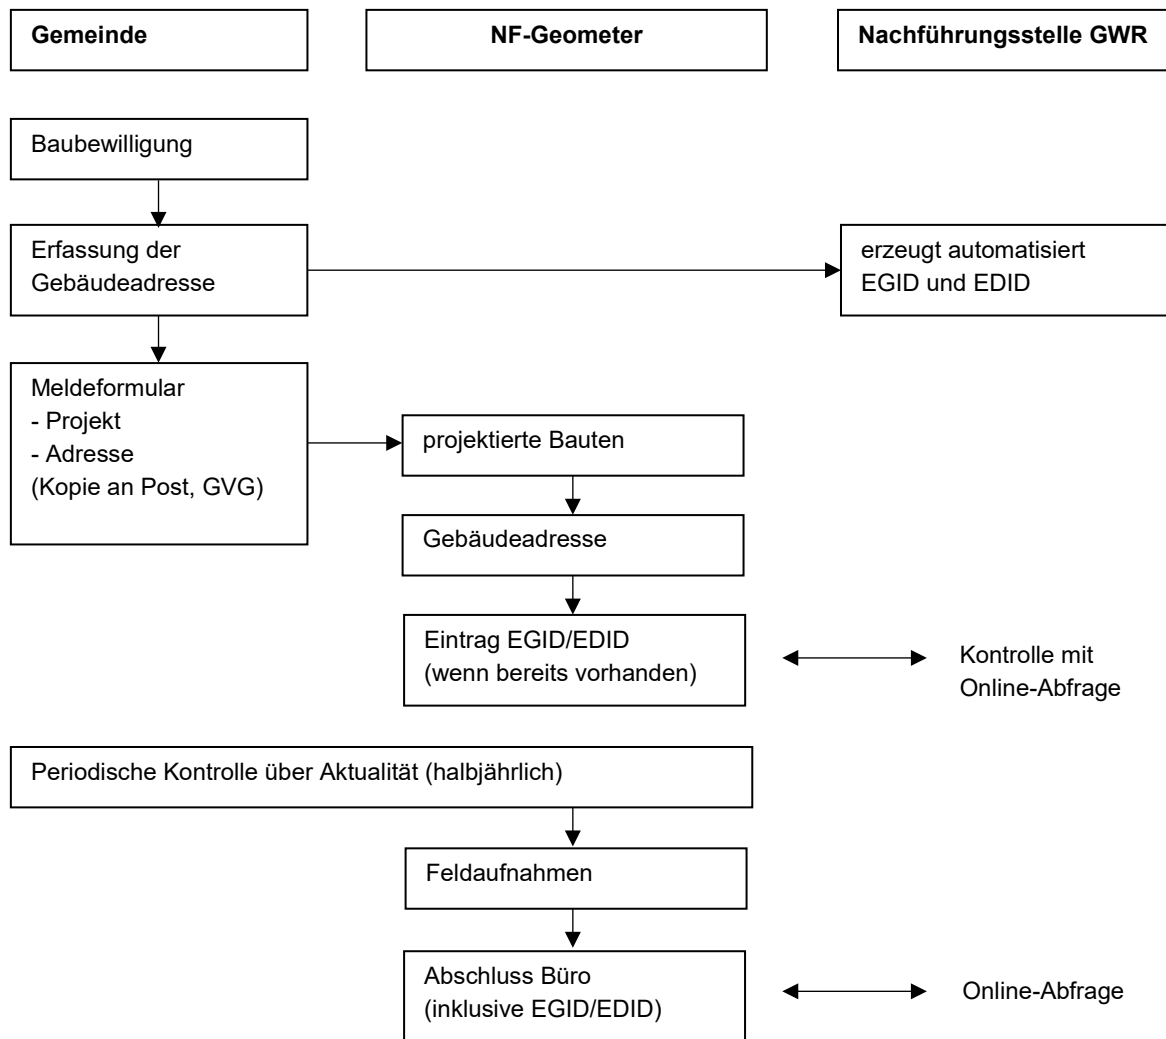 Gemeinde
NF-Geometer
Nachführungsstelle GWR
Baubewilligung
Erfassung der
Gebäudeadresse
erzeugt automatisiert
EGID und EDID
Meldeformular
- Projekt
- Adresse
(Kopie an Post, GVG)
projektierte Bauten
Gebäudeadresse
Eintrag EGID/EDID
(wenn bereits vorhanden)
Kontrolle mit
Online-Abfrage
Periodische Kontrolle über Aktualität (halbjährlich)
Feldaufnahmen
Abschluss Büro
(inklusive EGID/EDID)
Online-Abfrage